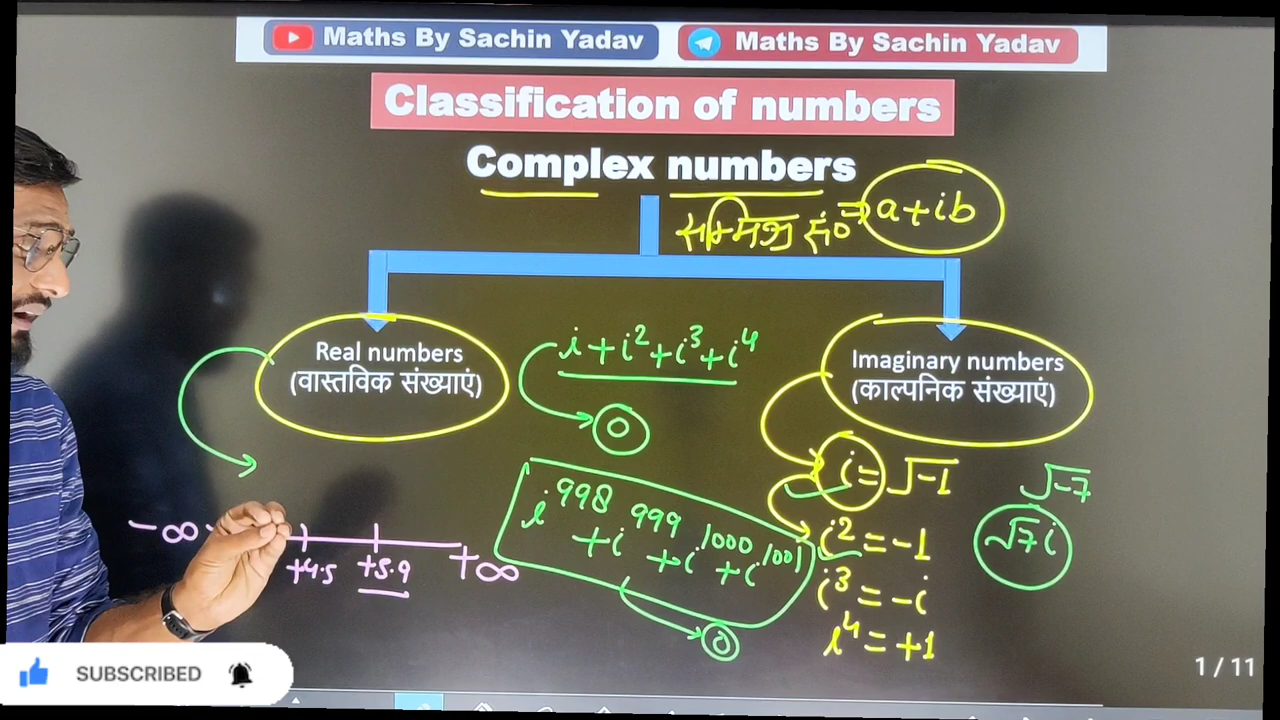 Maths By Sachin Yadav
Maths By Sachin Yadav
Classification of numbers
Complex numbers
सम्मिश्र सं० ⇒ a+ib
Real numbers
(वास्तविक संख्याएं)
i+i²+i³+i⁴
0
Imaginary numbers
(काल्पनिक संख्याएं)
i=√-1
i²=-1
i³=-i
i⁴=+1
√-7
√7i
i⁹⁹⁸+i⁹⁹⁹+i¹⁰⁰⁰+i¹⁰⁰¹
0
-∞
+4.5
+5.9
+∞
1 / 11
SUBSCRIBED